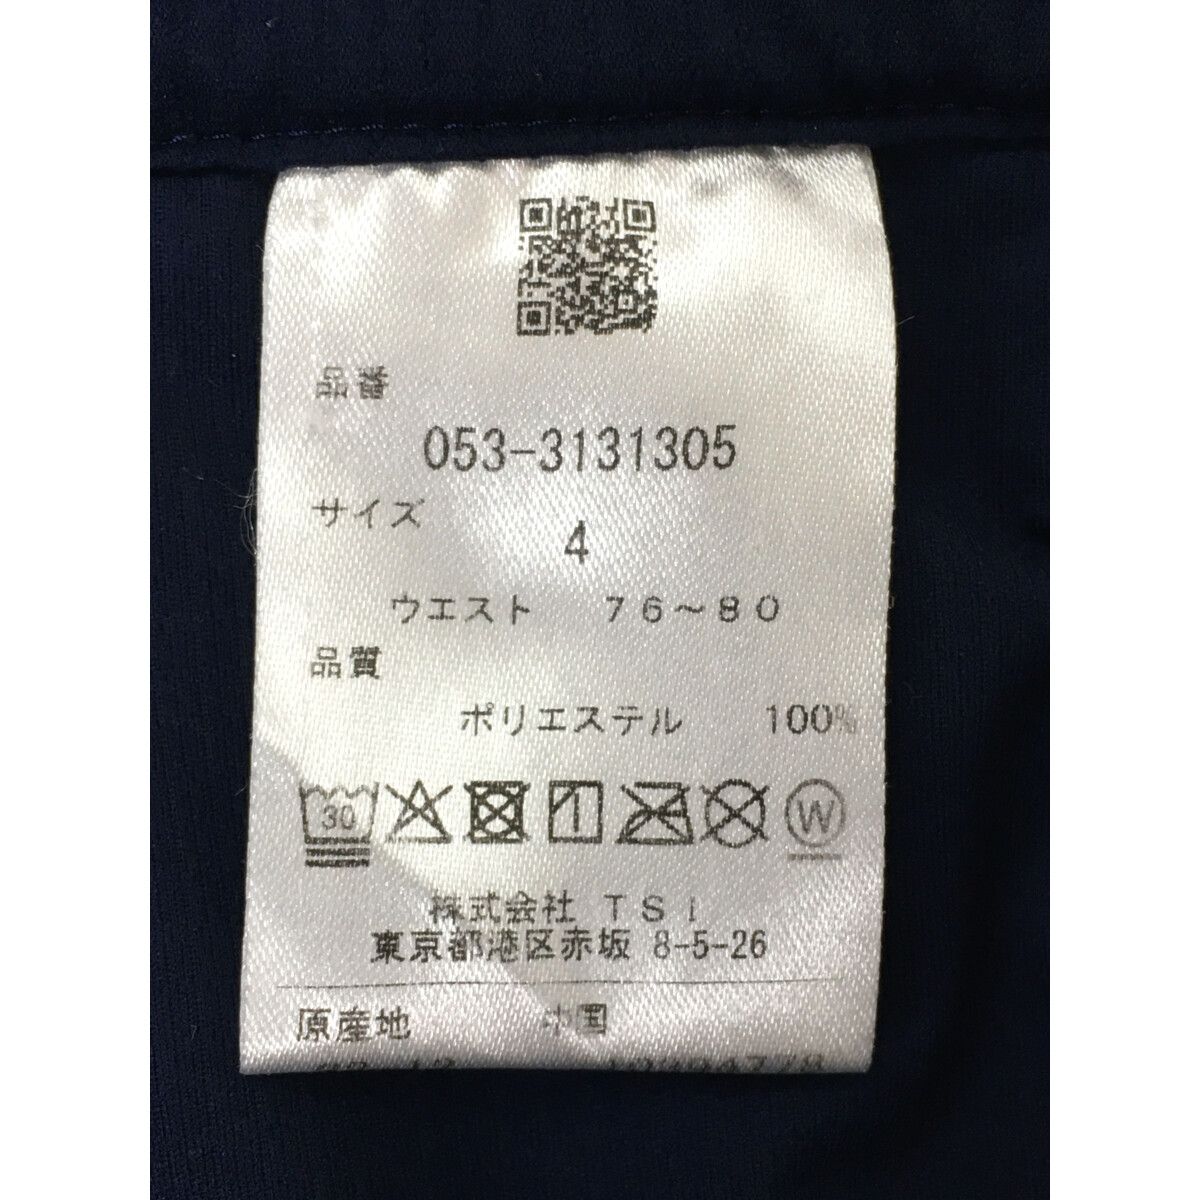 品番
053-3131305
サイズ
4
ウエスト 76～80
品質
ポリエステル 100%
30
W
株式会社 TSI
東京都港区赤坂 8-5-26
原産地 中国